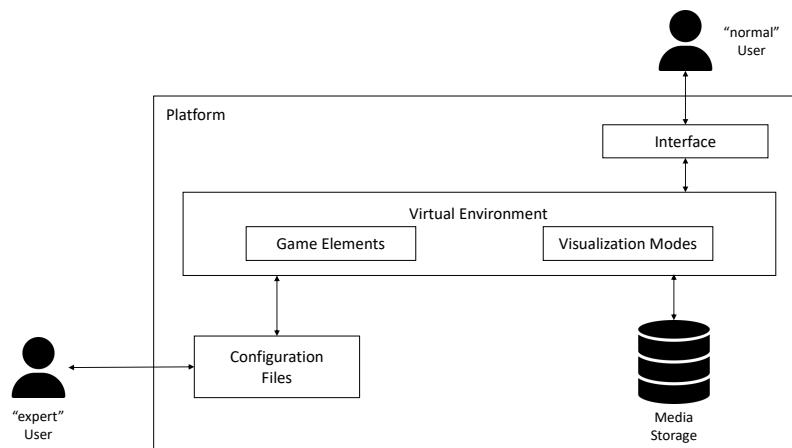 “normal”
User
Platform
Interface
Virtual Environment
Game Elements
Visualization Modes
Configuration
Files
“expert”
User
Media
Storage